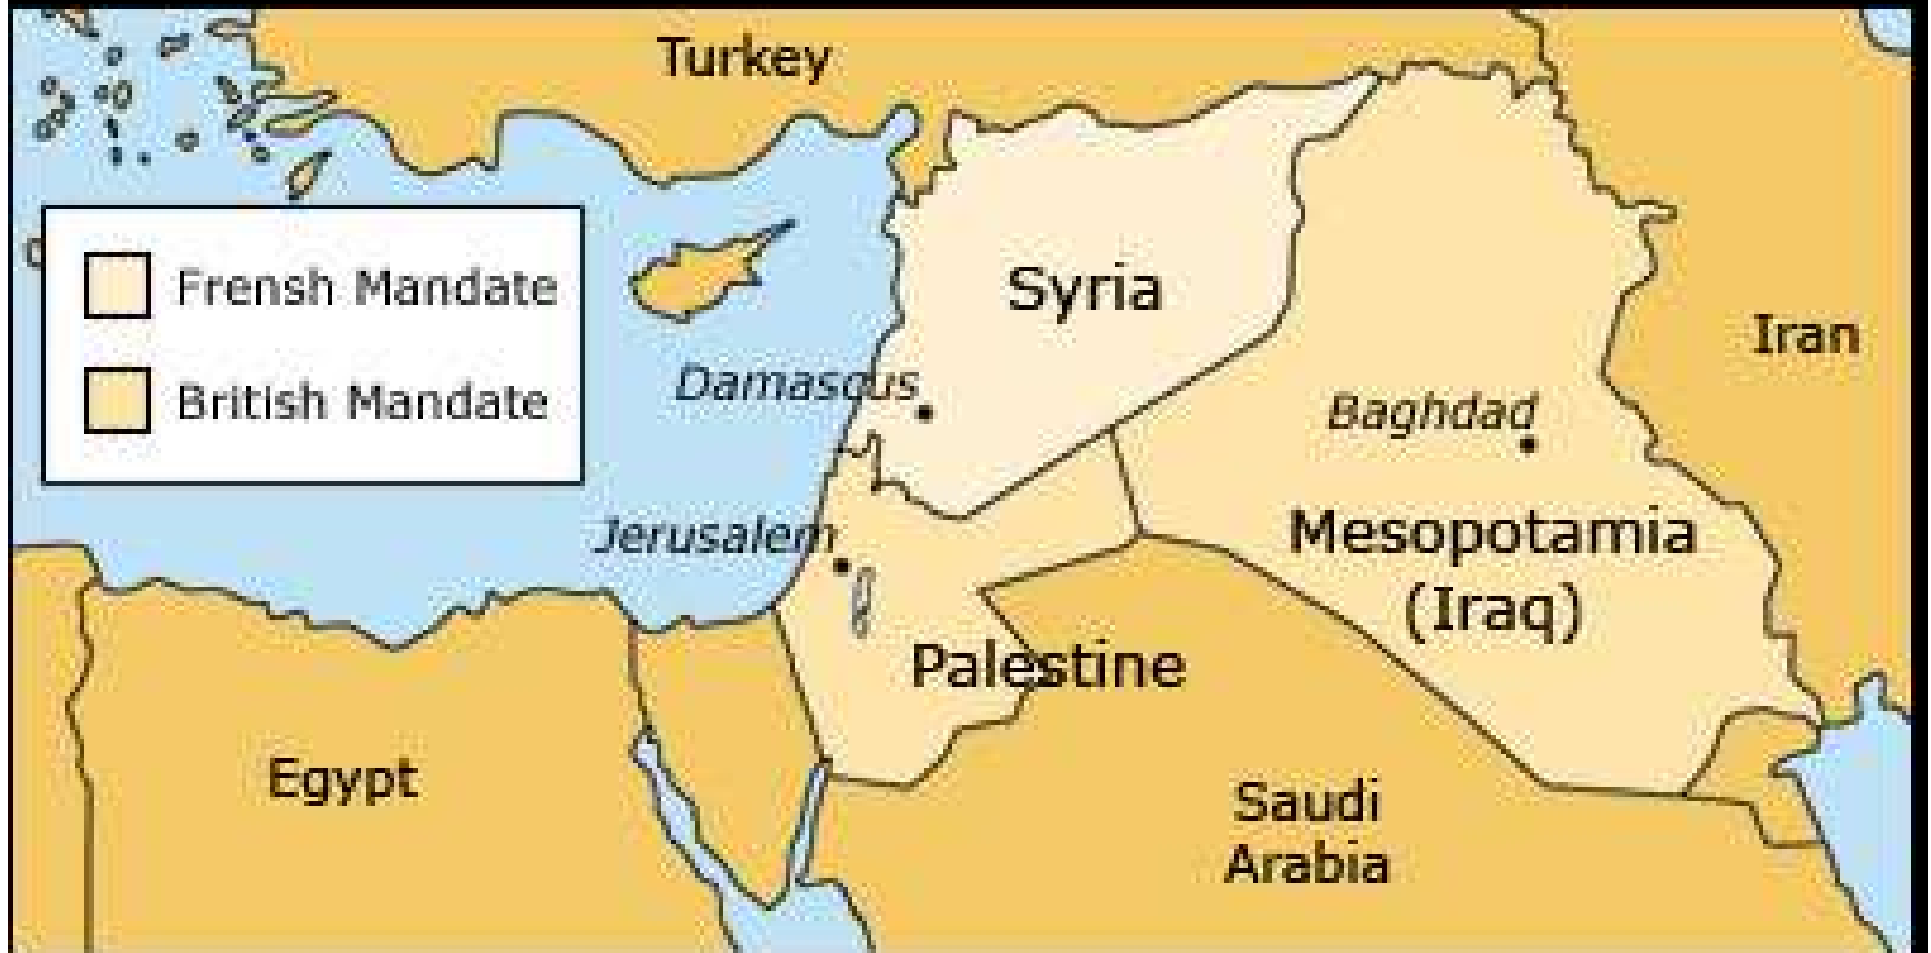 Turkey
Frensh Mandate
British Mandate
Syria
Damascus
Iran
Baghdad
Jerusalem
Mesopotamia
(Iraq)
Palestine
Egypt
Saudi
Arabia